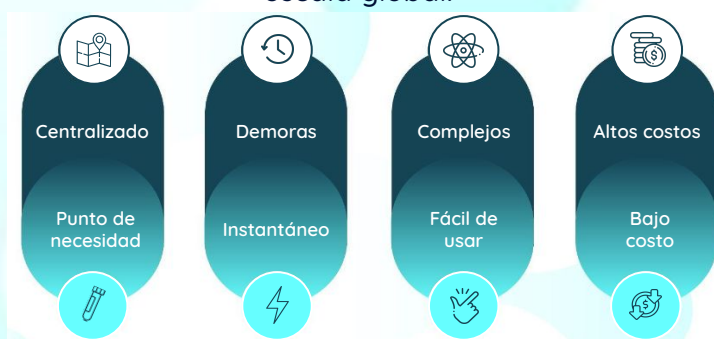 Centralizado
Demoras
Complejos
Altos costos
Punto de
necesidad
Instantáneo
Fácil de
usar
Bajo
costo